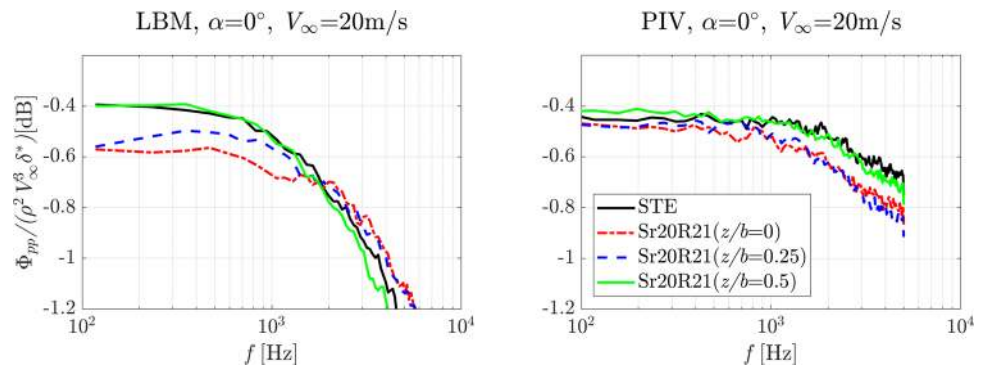 LBM, α=0°, V∞=20m/s
PIV, α=0°, V∞=20m/s
Φpp/(ρ² V∞³ δ*)[dB]
-0.4
-0.6
-0.8
-1
-1.2
10²
10³
10⁴
f [Hz]
-0.4
-0.6
-0.8
-1
-1.2
STE
Sr20R21(z/b=0)
Sr20R21(z/b=0.25)
Sr20R21(z/b=0.5)
10²
10³
10⁴
f [Hz]